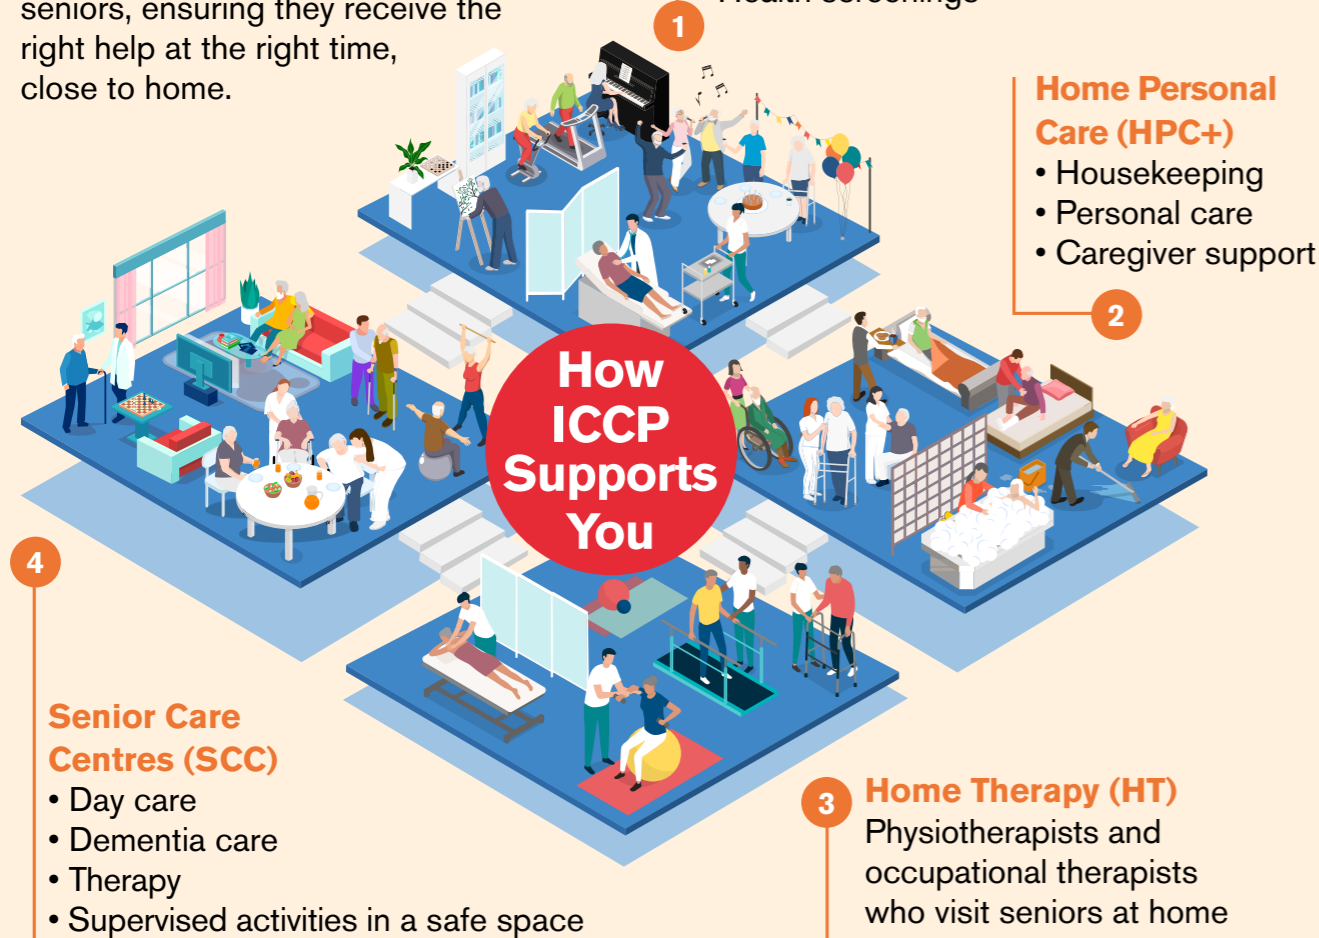 seniors, ensuring they receive the
right help at the right time,
close to home.
Health screenings
1
Home Personal
Care (HPC+)
• Housekeeping
• Personal care
• Caregiver support
2
How
ICCP
Supports
You
4
Senior Care
Centres (SCC)
• Day care
• Dementia care
• Therapy
• Supervised activities in a safe space
3
Home Therapy (HT)
Physiotherapists and
occupational therapists
who visit seniors at home